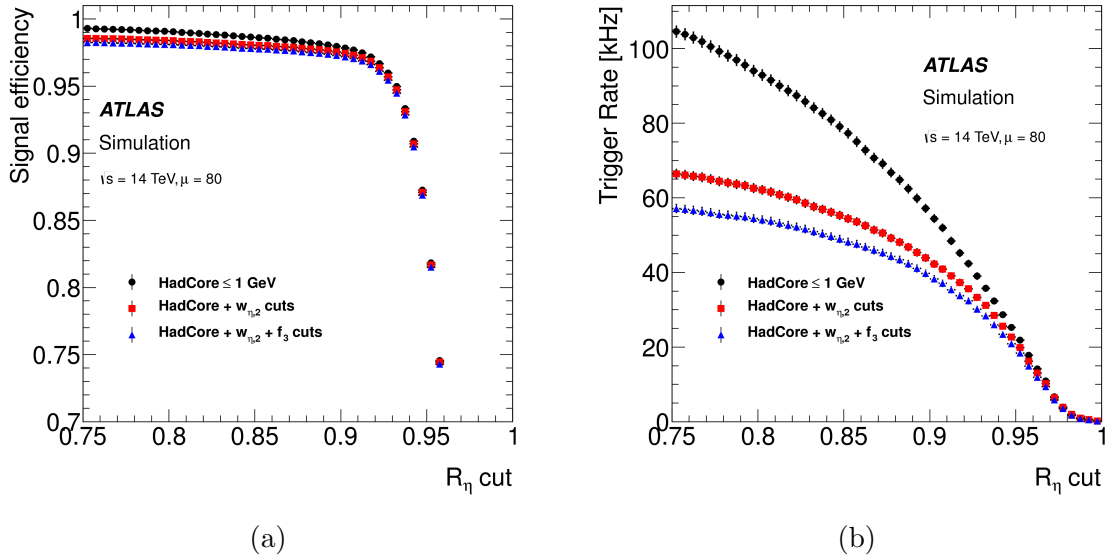 Signal efficiency
1
0.95
0.9
0.85
0.8
0.75
0.7
ATLAS
Simulation
√s = 14 TeV, μ = 80
HadCore ≤ 1 GeV
HadCore + wη,2 cuts
HadCore + wη,2 + f3 cuts
0.75 0.8 0.85 0.9 0.95 1
Rη cut
(a)
Trigger Rate [kHz]
100
80
60
40
20
0
ATLAS
Simulation
√s = 14 TeV, μ = 80
HadCore ≤ 1 GeV
HadCore + wη,2 cuts
HadCore + wη,2 + f3 cuts
0.75 0.8 0.85 0.9 0.95 1
Rη cut
(b)